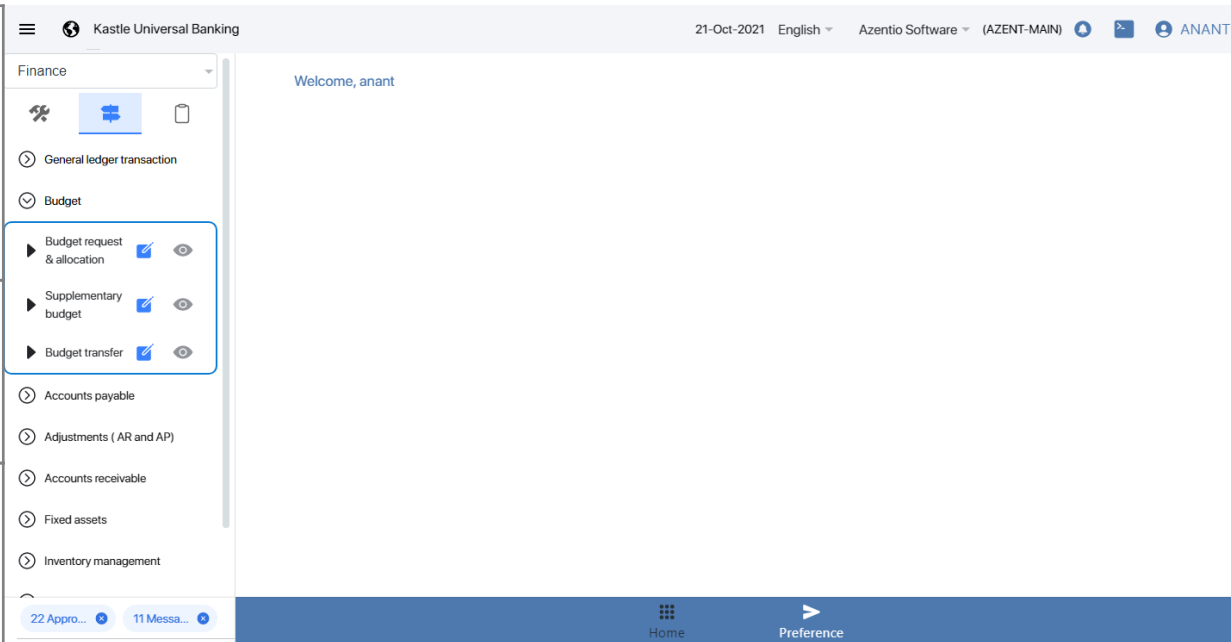 Kastle Universal Banking
21-Oct-2021 English Azentio Software (AZENT-MAIN) ANANT
Finance
Welcome, anant
General ledger transaction
Budget
Budget request
& allocation
Supplementary
budget
Budget transfer
Accounts payable
Adjustments ( AR and AP)
Accounts receivable
Fixed assets
Inventory management
22 Appro... 11 Messa...
Home Preference